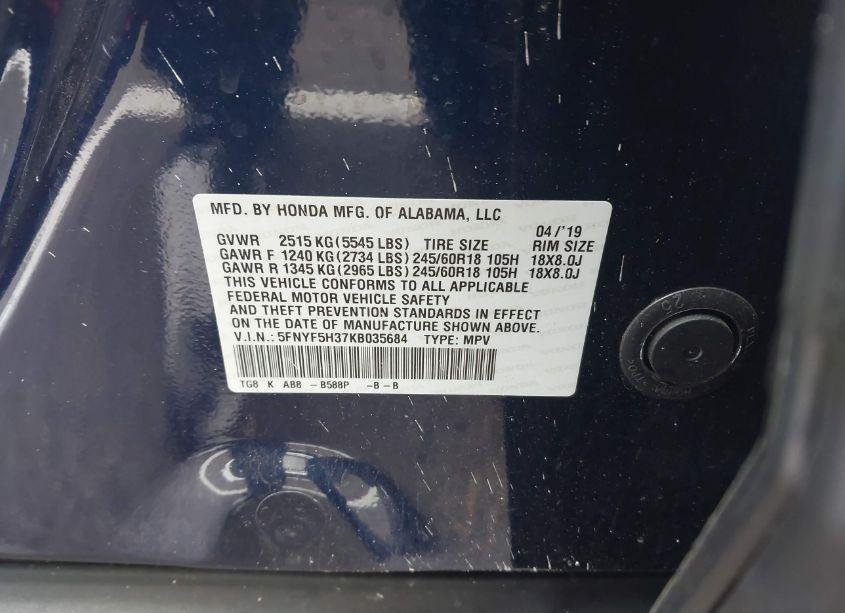 MFD. BY HONDA MFG. OF ALABAMA, LLC
04/'19
GVWR 2515 KG(5545 LBS) TIRE SIZE RIM SIZE
GAWR F 1240 KG(2734 LBS)245/60R18 105H 18X8.0J
GAWR R 1345 KG(2965 LBS)245/60R18 105H 18X8.0J
THIS VEHICLE CONFORMS TO ALL APPLICABLE
FEDERAL MOTOR VEHICLE SAFETY
AND THEFT PREVENTION STANDARDS IN EFFECT
ON THE DATE OF MANUFACTURE SHOWN ABOVE.
V.I.N.: 5FNYF5H37KB035684 TYPE: MPV
TG8 K AB8 -B588P -B-B
20